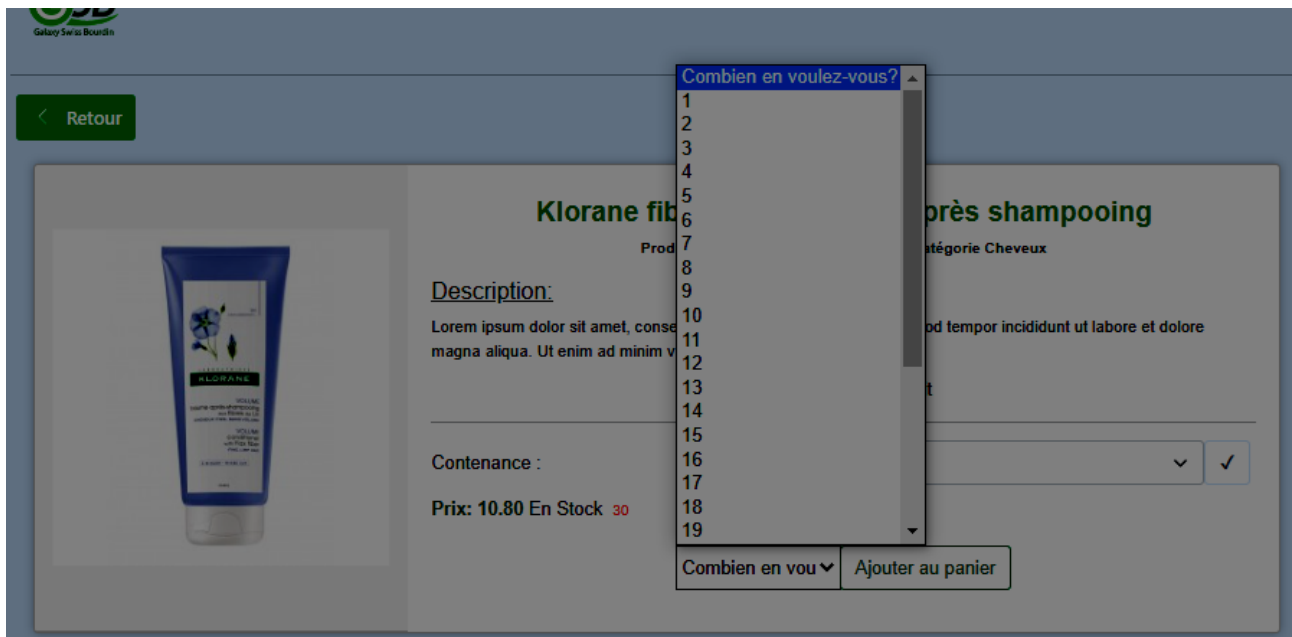 Galaxy Swiss Bourdin
Retour
Combien en voulez-vous?
1
2
3
4
5
6
7
8
9
10
11
12
13
14
15
16
17
18
19
Klorane fib
près shampooing
Prod
atégorie Cheveux
Description:
Lorem ipsum dolor sit amet, conse
od tempor incididunt ut labore et dolore
magna aliqua. Ut enim ad minim v
t
Contenance :
Prix: 10.80 En Stock 30
Combien en vou
Ajouter au panier
KLORANE
VOLUME
VOLUME